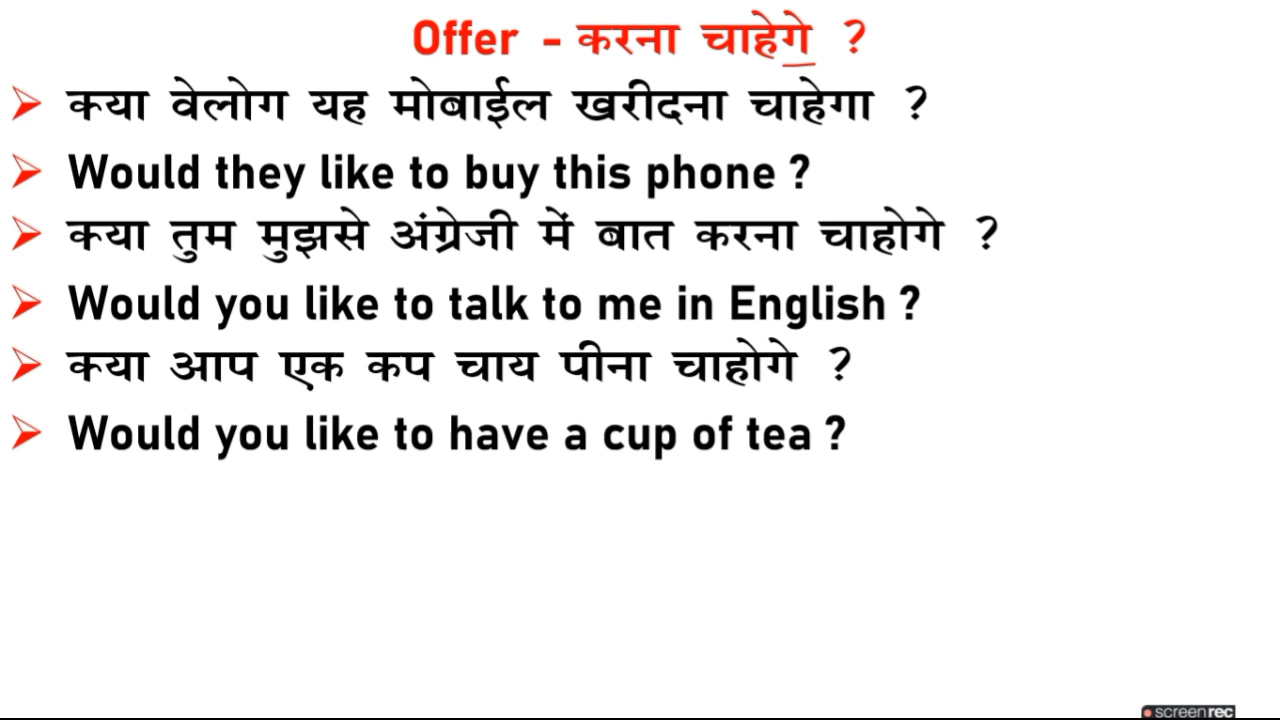 Offer - करना चाहेगे ?
क्या वेलोग यह मोबाईल खरीदना चाहेगा ?
Would they like to buy this phone ?
क्या तुम मुझसे अंग्रेजी में बात करना चाहोगे ?
Would you like to talk to me in English ?
क्या आप एक कप चाय पीना चाहोगे ?
Would you like to have a cup of tea ?
screenrec